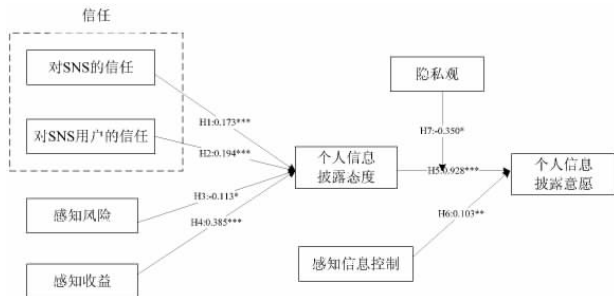 信任
对SNS的信任
隐私观
H1:0.173***
对SNS用户的信任
H7:-0.350*
H2:0.194***
个人信息
披露态度
H5:0.928***
个人信息
披露意愿
H3:-0.113*
感知风险
H4:0.385***
H6:0.103**
感知信息控制
感知收益